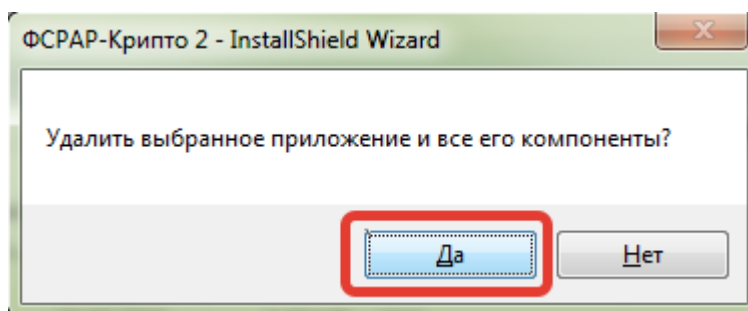 ФСРАР-Крипто 2 - InstallShield Wizard
Удалить выбранное приложение и все его компоненты?
Да
Нет